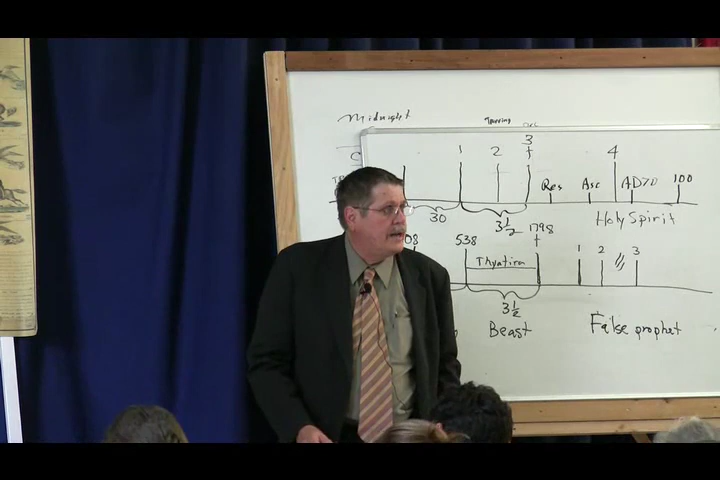 Midnight
1 2 3 4
Res Asc AD70 100
30 3½ Holy Spirit
538 1798
Thyatira 1 2 3
3½
Beast False prophet